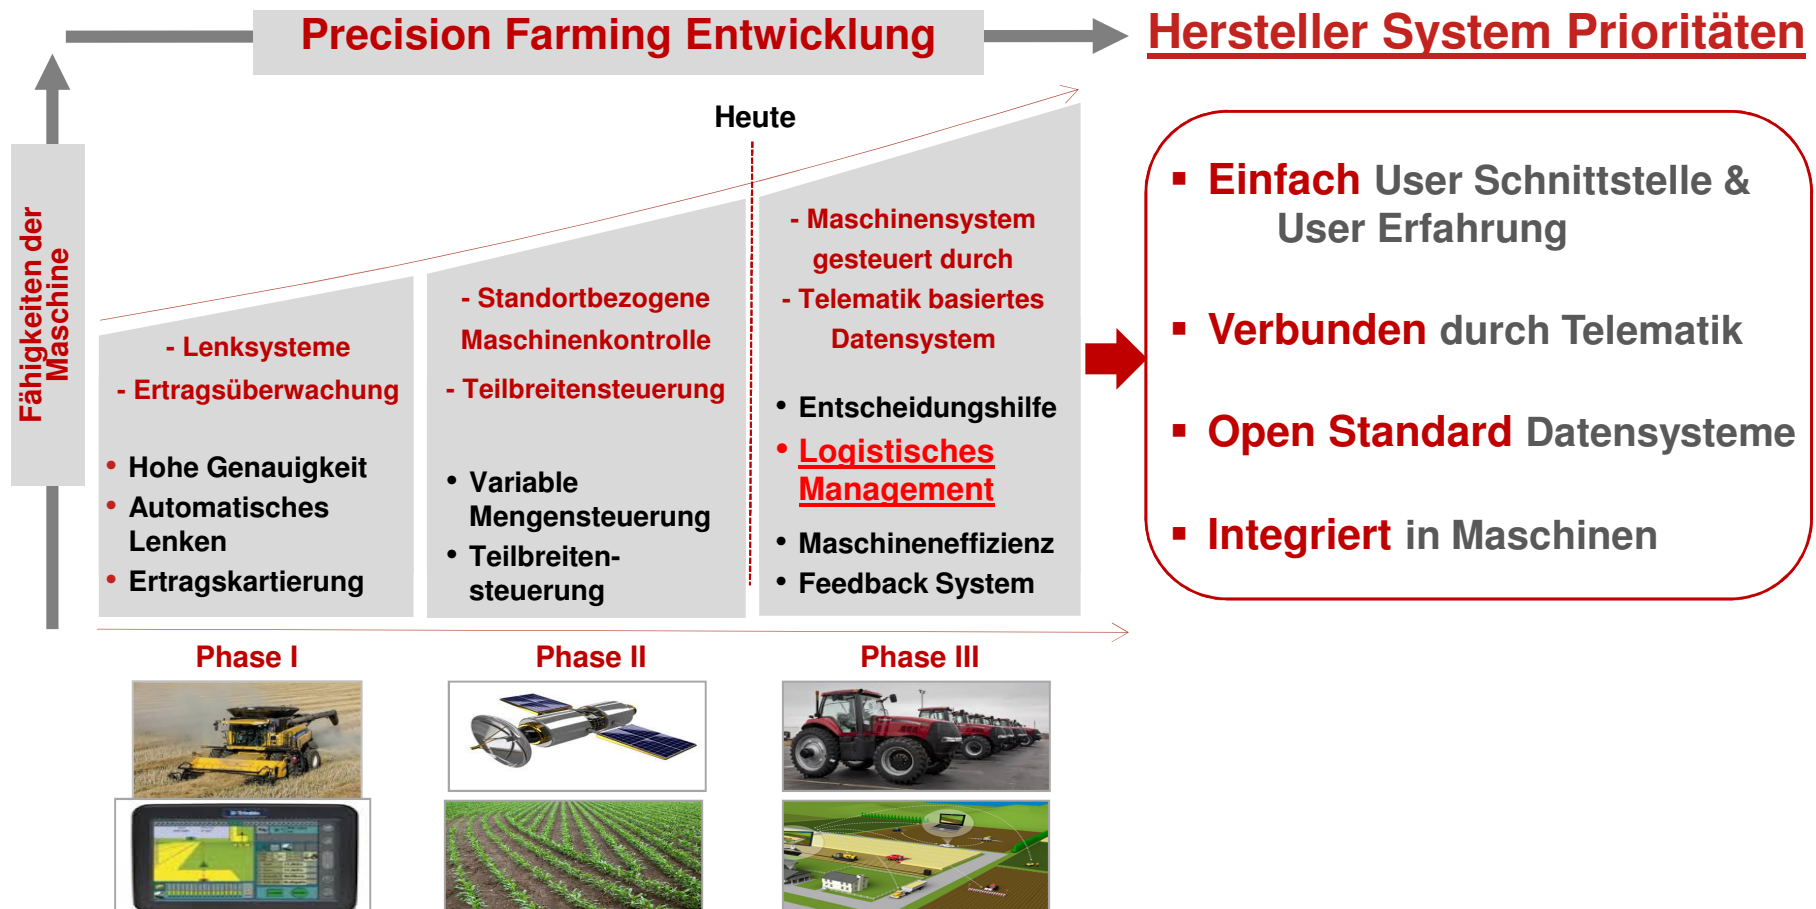 Precision Farming Entwicklung
Hersteller System Prioritäten
Fähigkeiten der
Maschine
Heute
- Lenksysteme
- Ertragsüberwachung
• Hohe Genauigkeit
• Automatisches
Lenken
• Ertragskartierung
- Standortbezogene
Maschinenkontrolle
- Teilbreitensteuerung
• Variable
Mengensteuerung
• Teilbreiten-
steuerung
- Maschinensystem
gesteuert durch
- Telematik basiertes
Datensystem
• Entscheidungshilfe
• Logistisches
Management
• Maschineneffizienz
• Feedback System
▪ Einfach User Schnittstelle &
User Erfahrung
▪ Verbunden durch Telematik
▪ Open Standard Datensysteme
▪ Integriert in Maschinen
Phase I
Phase II
Phase III
Trimble